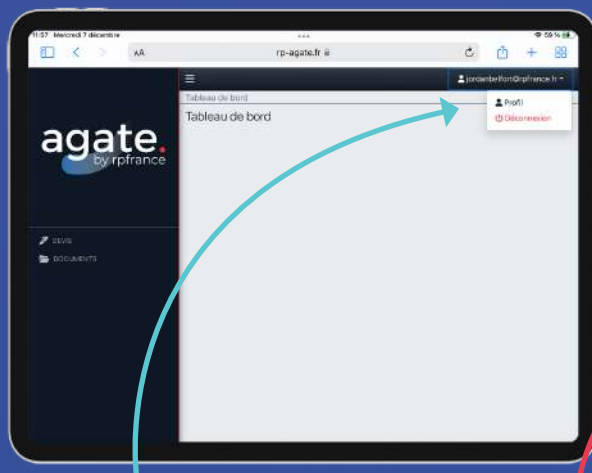 11:57 Mercredi 7 décembre
59 %
AA
rp-agate.fr
jordanbelfort@rpfrance.fr
Tableau de bord
Profil
Tableau de bord
Déconnexion
agate.
by rpfrance
DEVIS
DOCUMENTS